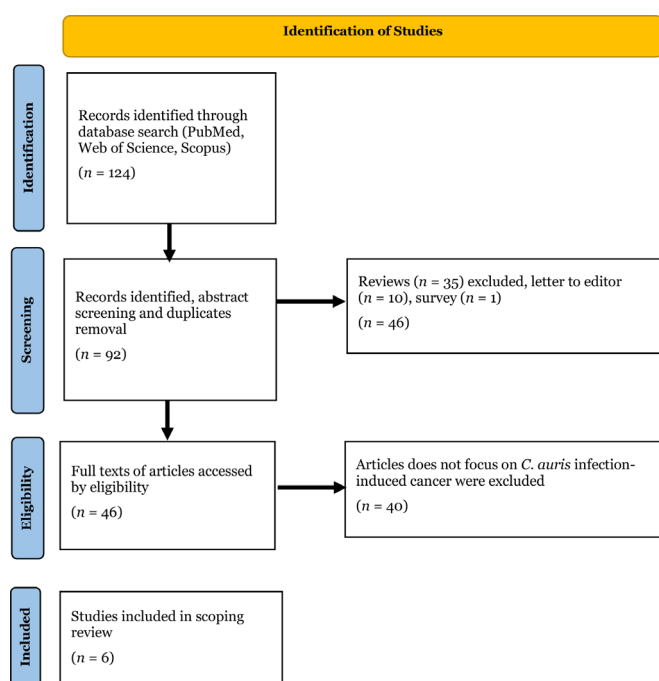 Identification of Studies
Identification
Records identified through
database search (PubMed,
Web of Science, Scopus)
(n = 124)
Screening
Records identified, abstract
screening and duplicates
removal
(n = 92)
Reviews (n = 35) excluded, letter to editor
(n = 10), survey (n = 1)
(n = 46)
Eligibility
Full texts of articles accessed
by eligibility
(n = 46)
Articles does not focus on C. auris infection-
induced cancer were excluded
(n = 40)
Included
Studies included in scoping
review
(n = 6)